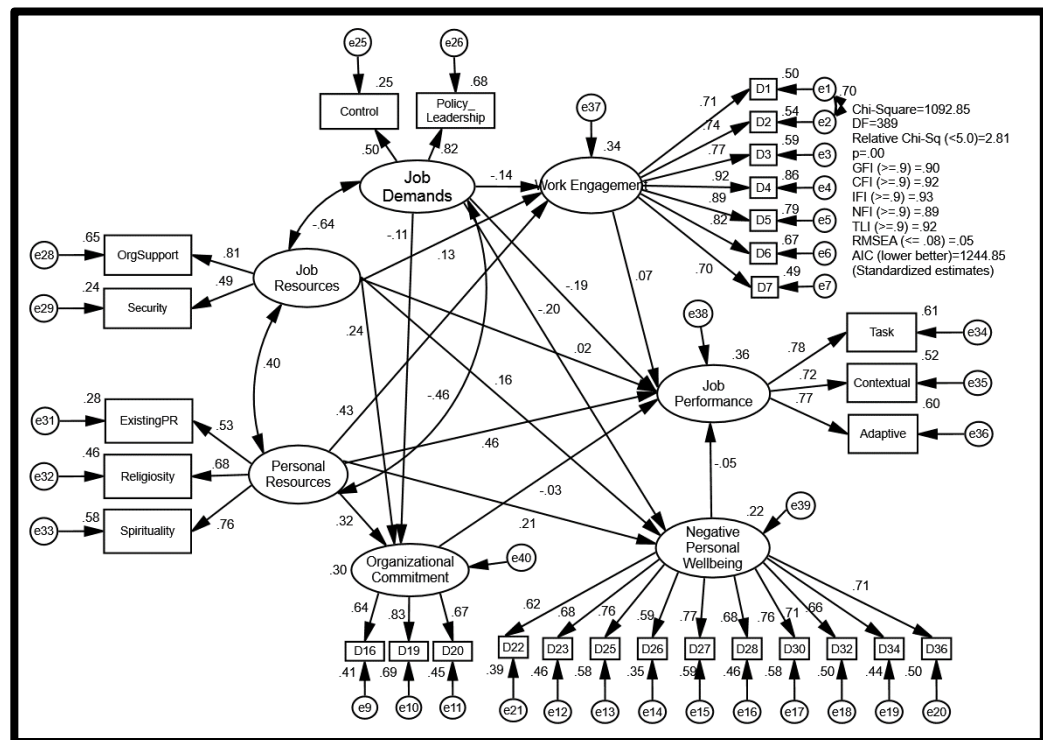 e25
e26
.25
.68
Control
Policy_
Leadership
.50
.82
e37
.34
Job
Demands
-.14
Work Engagement
.71
D1
.50
e1
.70
.74
D2
.54
e2
.77
D3
.59
e3
.92
D4
.86
e4
.89
D5
.79
e5
.82
D6
.67
e6
.70
D7
.49
e7
Chi-Square=1092.85
DF=389
Relative Chi-Sq (<5.0)=2.81
p=.00
GFI (>=.9) =.90
CFI (>=.9) =.92
IFI (>=.9) =.93
NFI (>=.9) =.89
TLI (>=.9) =.92
RMSEA (<= .08) =.05
AIC (lower better)=1244.85
(Standardized estimates)
-.64
-.11
.13
-.19
.07
-.20
e28
.65
OrgSupport
.81
e29
.24
Security
.49
Job
Resources
.24
.02
.16
.40
.43
-.46
.46
-.03
.21
.32
e38
.36
Job
Performance
.78
Task
.61
e34
.72
Contextual
.52
e35
.77
Adaptive
.60
e36
-.05
e31
.28
ExistingPR
.53
e32
.46
Religiosity
.68
e33
.58
Spirituality
.76
Personal
Resources
.30
Organizational
Commitment
e40
.64
.83
.67
D16
D19
D20
.41
.69
.45
e9
e10
e11
.22
e39
Negative
Personal
Wellbeing
.62
.68
.76
.59
.77
.68
.76
.71
.66
.71
D22
D23
D25
D26
D27
D28
D30
D32
D34
D36
.39
.46
.58
.35
.59
.46
.58
.50
.44
.50
e21
e12
e13
e14
e15
e16
e17
e18
e19
e20